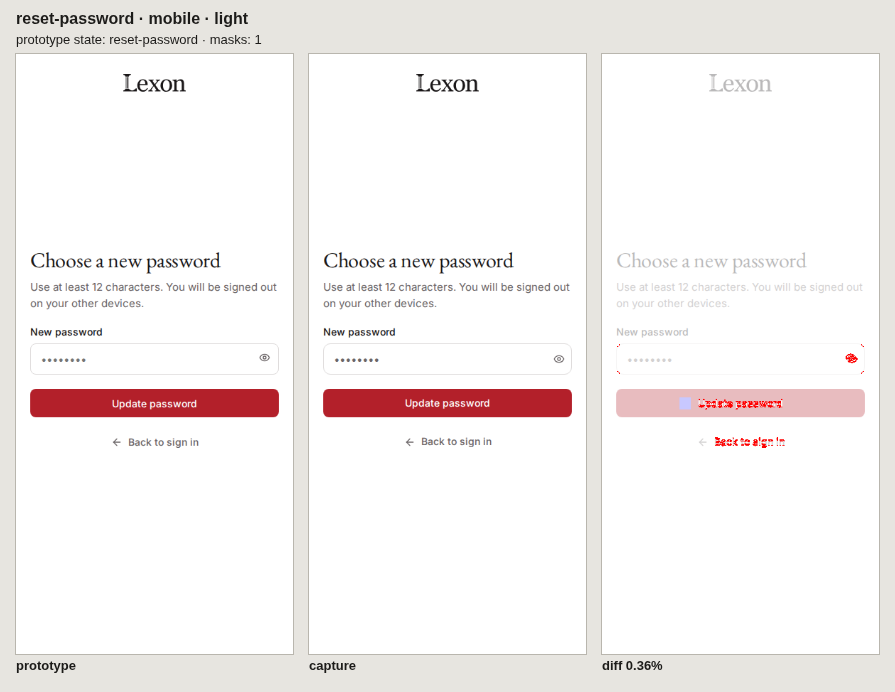 reset-password · mobile · light
prototype state: reset-password · masks: 1
Lexon
Choose a new password
Use at least 12 characters. You will be signed out
on your other devices.
New password
••••••••
Update password
← Back to sign in
prototype
Lexon
Choose a new password
Use at least 12 characters. You will be signed out
on your other devices.
New password
••••••••
Update password
← Back to sign in
capture
Lexon
Choose a new password
Use at least 12 characters. You will be signed out
on your other devices.
New password
••••••••
Update password
← Back to sign in
diff 0.36%